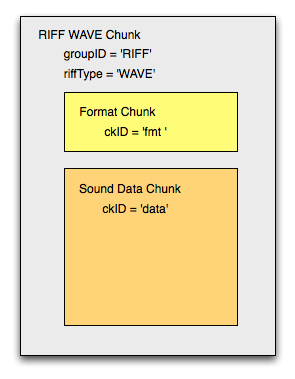 RIFF WAVE Chunk
groupID = 'RIFF'
riffType = 'WAVE'
Format Chunk
ckID = 'fmt '
Sound Data Chunk
ckID = 'data'